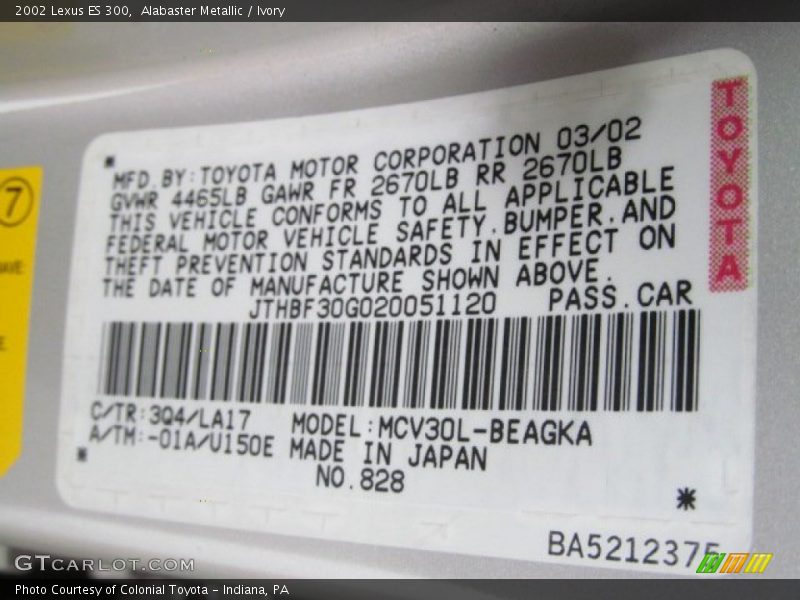 2002 Lexus ES 300, Alabaster Metallic / Ivory
7
MFD. BY:TOYOTA MOTOR CORPORATION 03/02
GVWR 4465LB GAWR FR 2670LB RR 2670LB
THIS VEHICLE CONFORMS TO ALL APPLICABLE
FEDERAL MOTOR VEHICLE SAFETY,BUMPER,AND
THEFT PREVENTION STANDARDS IN EFFECT ON
THE DATE OF MANUFACTURE SHOWN ABOVE.
JTHBF30G020051120 PASS.CAR
TOYOTA
C/TR:3Q4/LA17 MODEL:MCV30L-BEAGKA
A/TM:-01A/U150E MADE IN JAPAN
NO.828
*
BA521237
GTCARLOT.COM
Photo Courtesy of Colonial Toyota - Indiana, PA